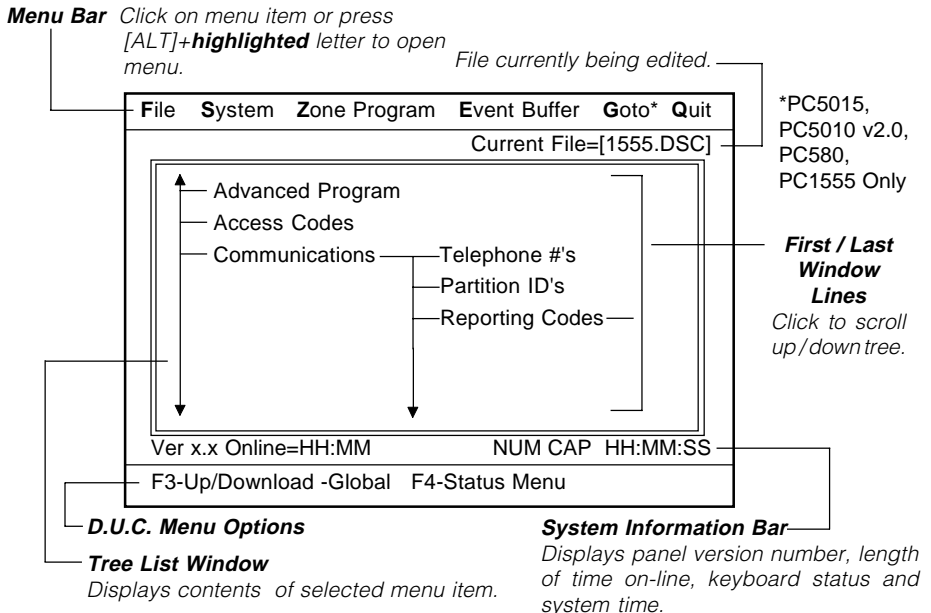 Menu Bar Click on menu item or press
[ALT]+highlighted letter to open
menu.
File currently being edited.
File System Zone Program Event Buffer Goto* Quit
Current File=[1555.DSC]
*PC5015,
PC5010 v2.0,
PC580,
PC1555 Only
Advanced Program
Access Codes
Communications
Telephone #'s
Partition ID's
Reporting Codes
First / Last
Window
Lines
Click to scroll
up/down tree.
Ver x.x Online=HH:MM NUM CAP HH:MM:SS
F3-Up/Download -Global F4-Status Menu
D.U.C. Menu Options
Tree List Window
Displays contents of selected menu item.
System Information Bar
Displays panel version number, length
of time on-line, keyboard status and
system time.